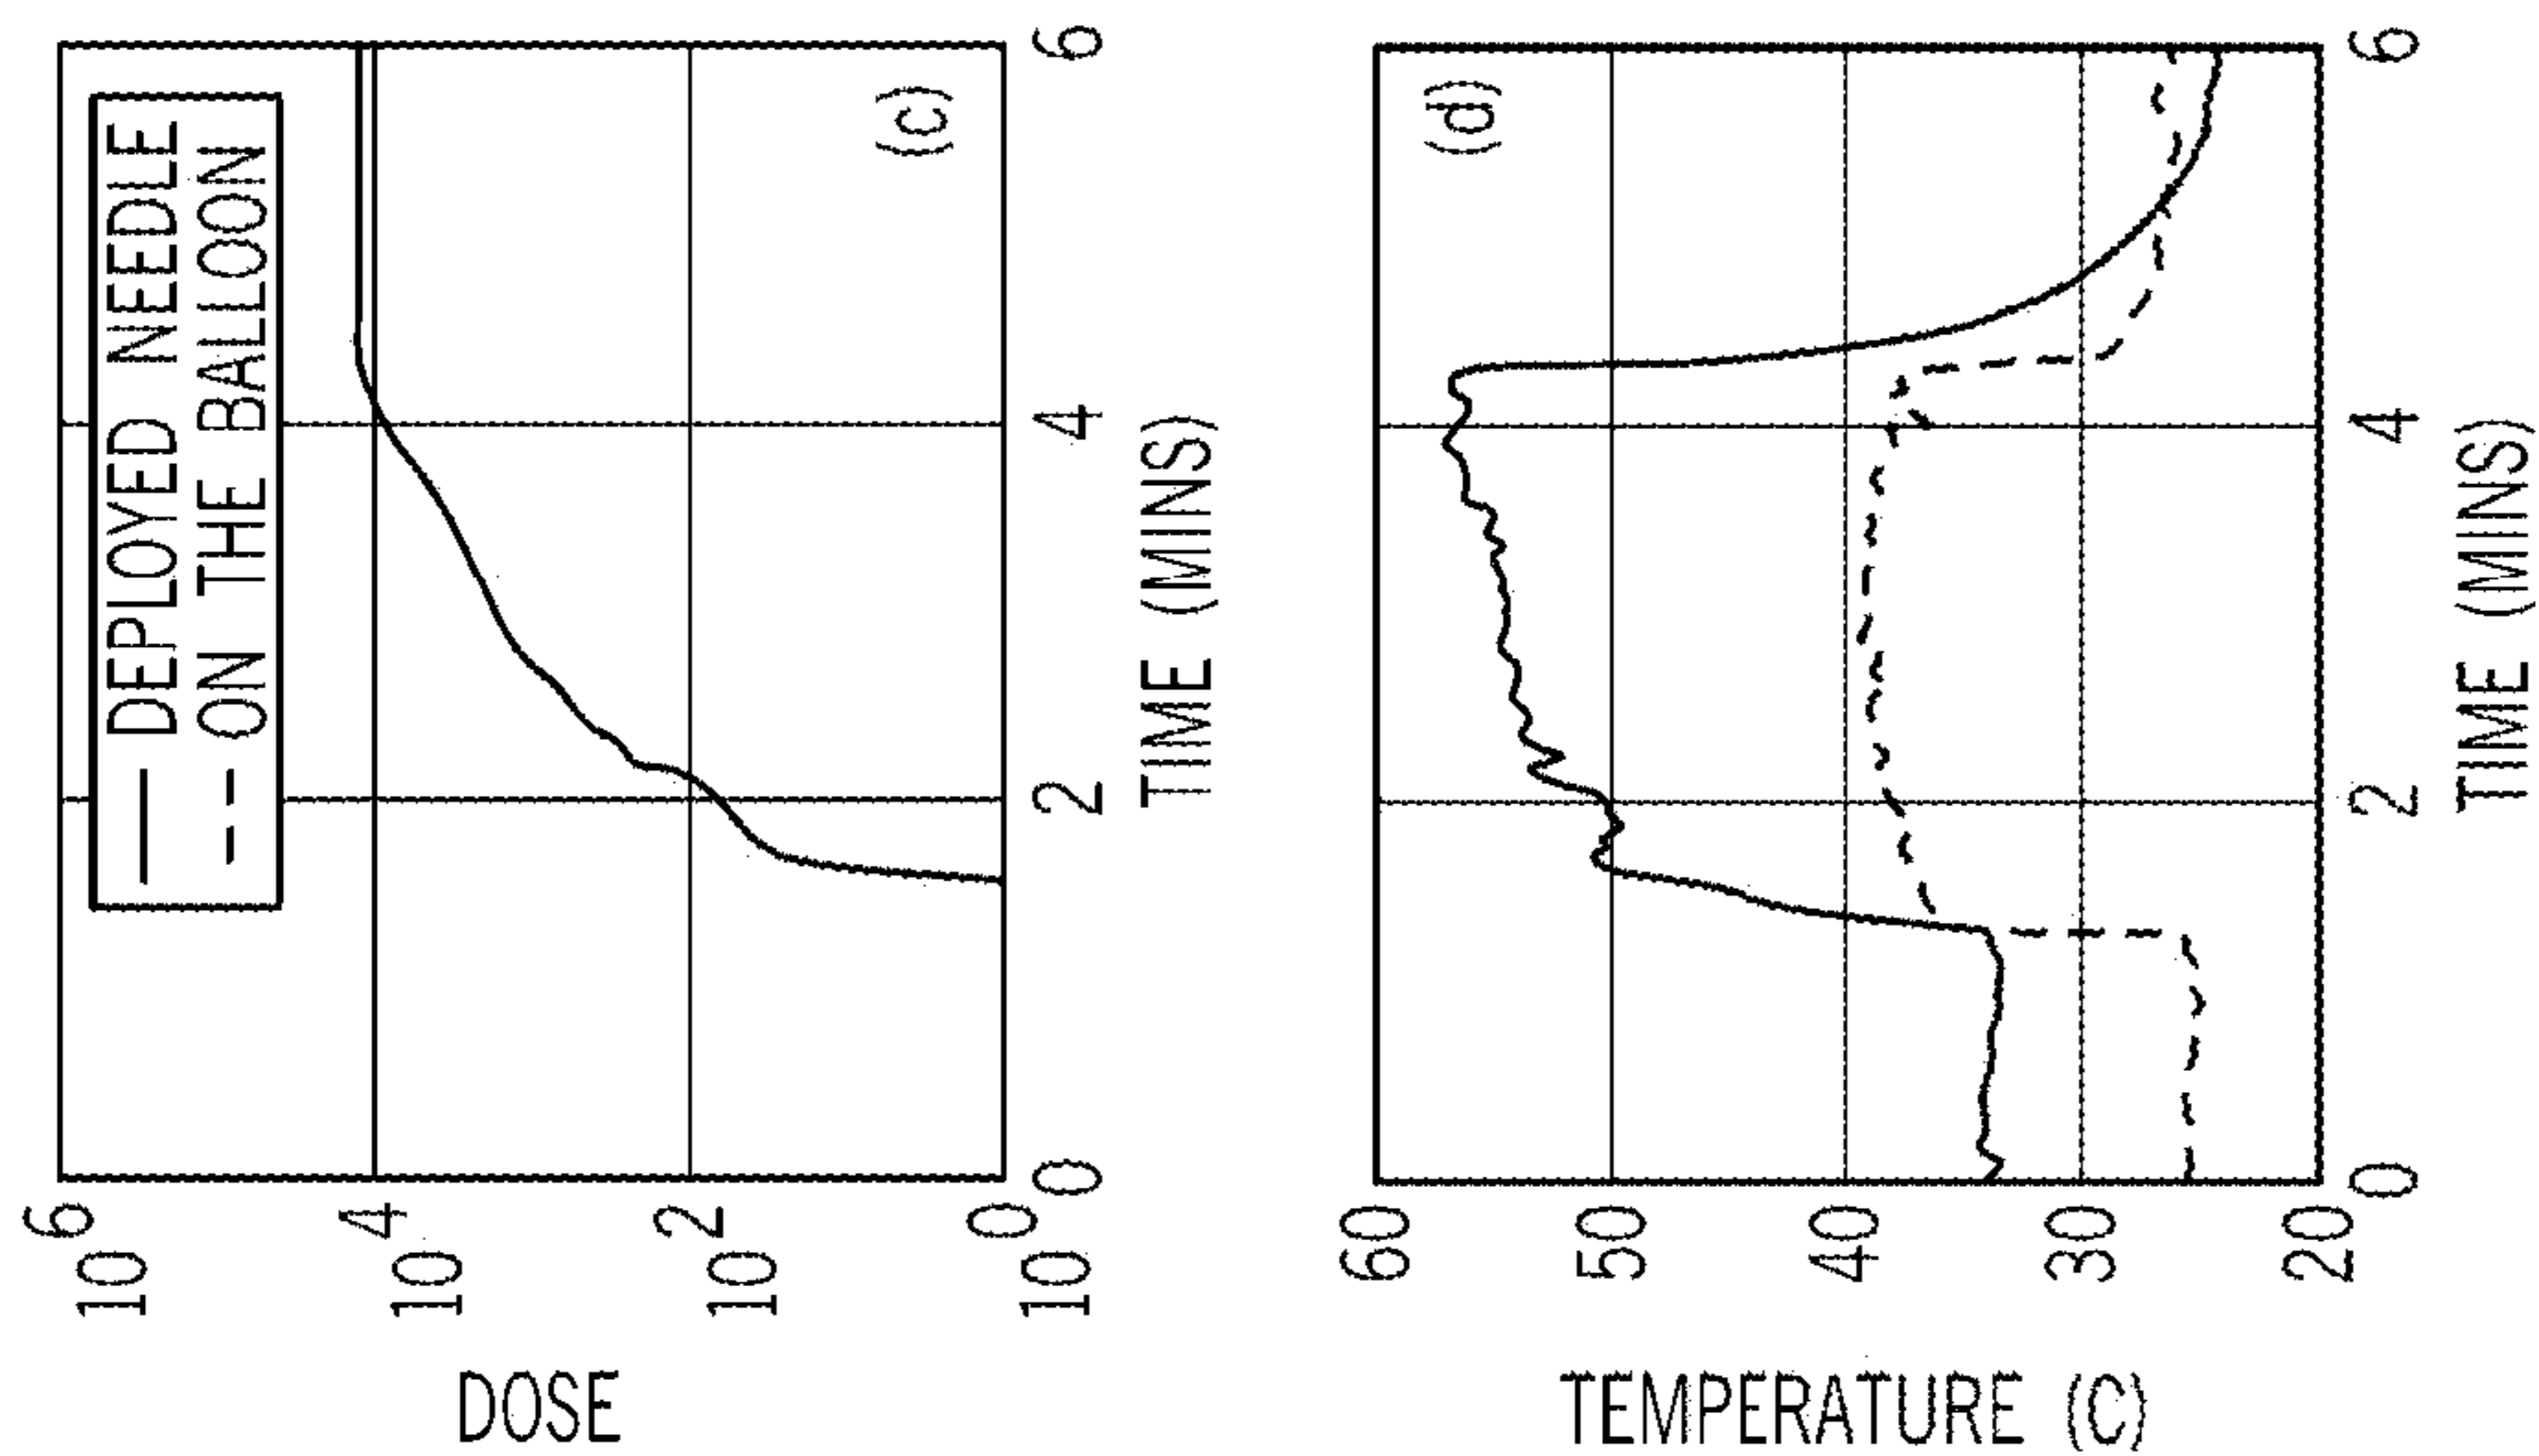 DOSE
10^6
10^4
10^2
10^0
DEPLOYED NEEDLE
ON THE BALLOON
(c)
0 2 4 6
TIME (MINS)
TEMPERATURE (C)
60
50
40
30
20
(d)
0 2 4 6
TIME (MINS)